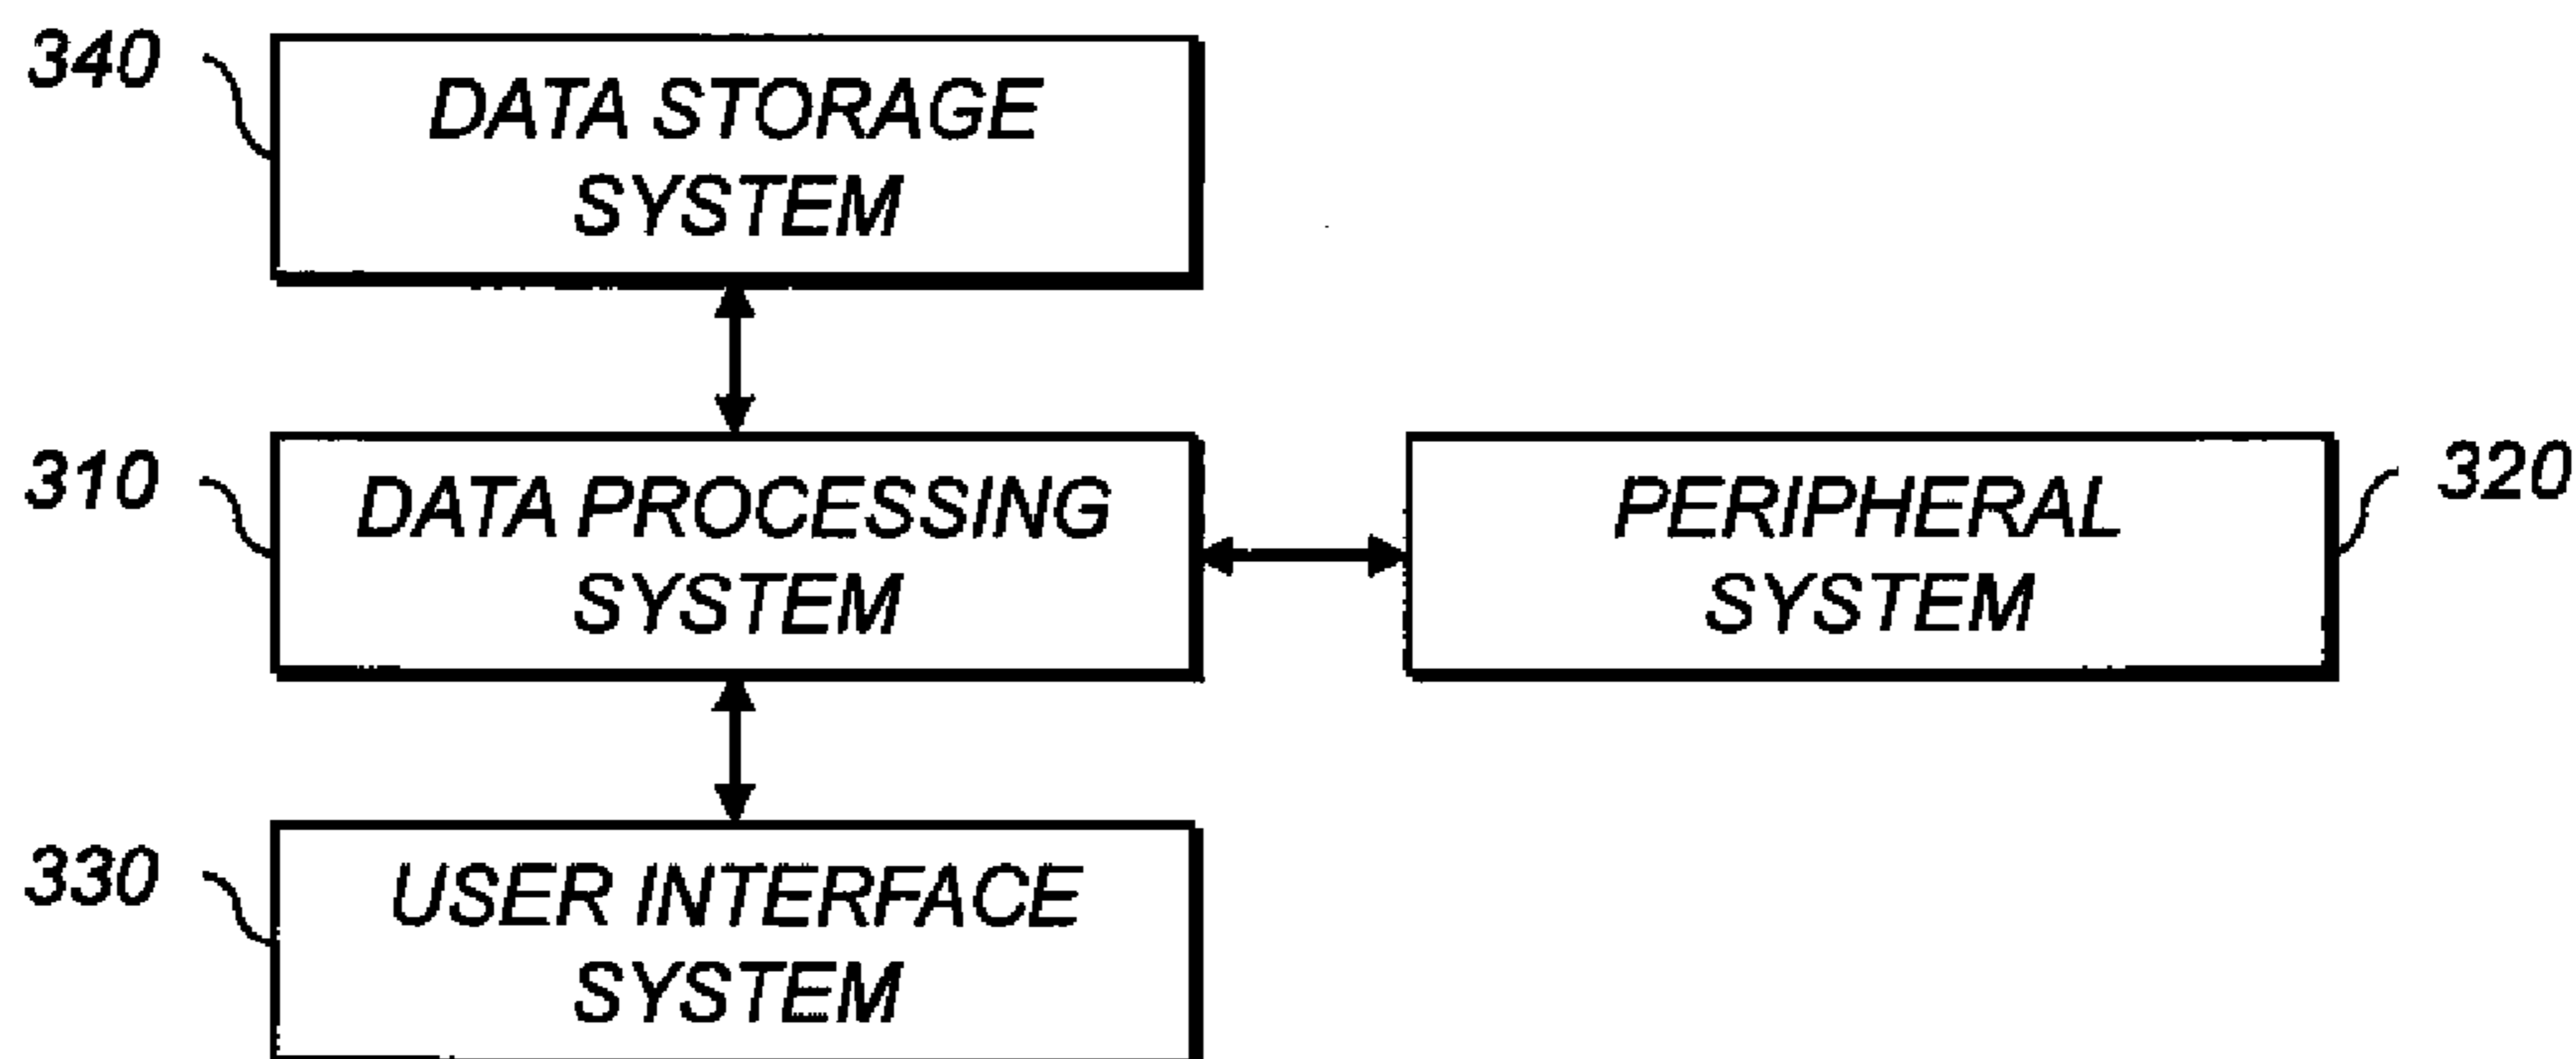 340
DATA STORAGE
SYSTEM
310
DATA PROCESSING
SYSTEM
PERIPHERAL
SYSTEM
320
330
USER INTERFACE
SYSTEM